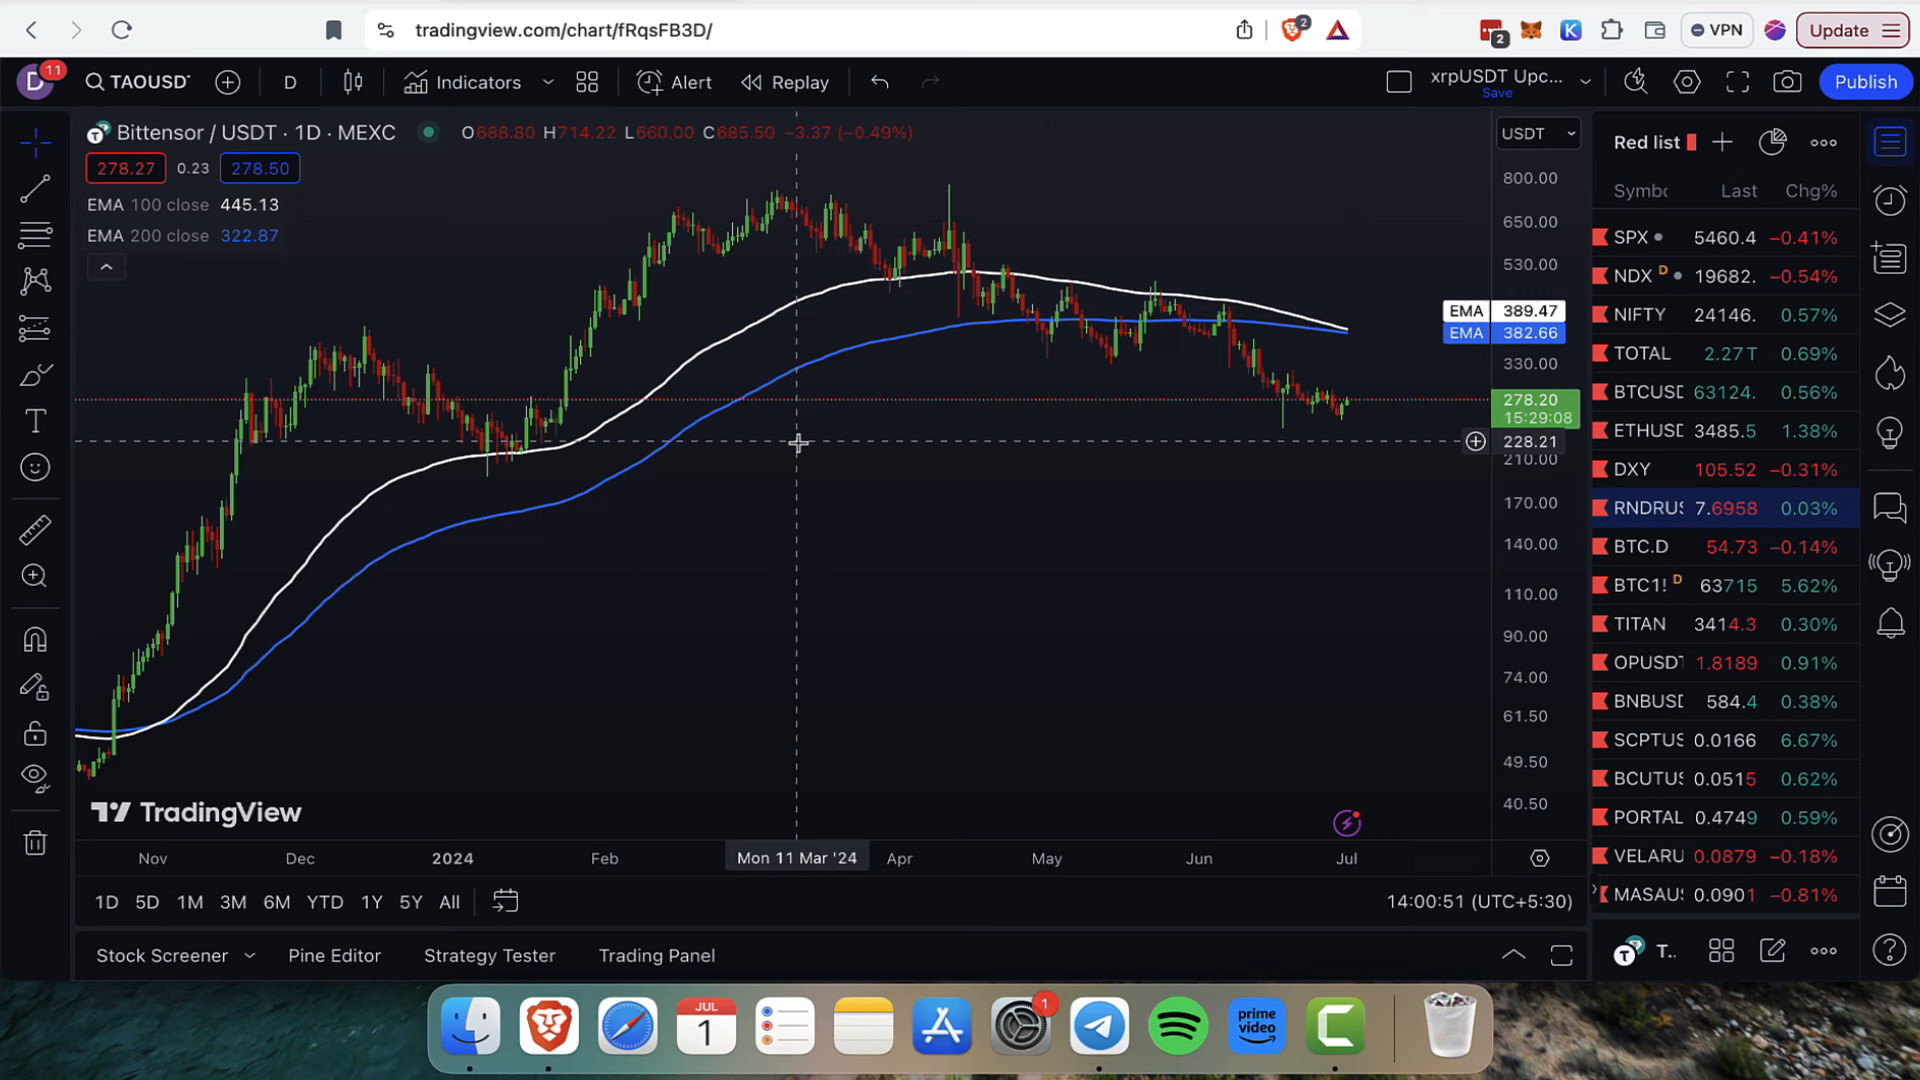 tradingview.com/chart/fRqsFB3D/
2
2
VPN
Update
D
11
TAOUSDT
D
Indicators
Alert
Replay
xrpUSDT Upc...
Save
Publish
Bittensor / USDT · 1D · MEXC
O688.80 H714.22 L660.00 C685.50 −3.37 (−0.49%)
278.27 0.23 278.50
EMA 100 close 445.13
EMA 200 close 322.87
USDT
800.00
650.00
530.00
EMA 389.47
EMA 382.66
330.00
278.20
15:29:08
228.21
210.00
170.00
140.00
110.00
90.00
74.00
61.50
49.50
40.50
TradingView
Nov Dec 2024 Feb Mon 11 Mar '24 Apr May Jun Jul
1D 5D 1M 3M 6M YTD 1Y 5Y All
14:00:51 (UTC+5:30)
Stock Screener Pine Editor Strategy Tester Trading Panel
Red list
Last Chg%
SPX 5460.4 −0.41%
NDX D 19682. −0.54%
NIFTY 24146. 0.57%
TOTAL 2.27T 0.69%
BTCUSD 63124. 0.56%
ETHUSD 3485.5 1.38%
DXY 105.52 −0.31%
RNDRUS 7.6958 0.03%
BTC.D 54.73 −0.14%
BTC1! D 63715 5.62%
TITAN 3414.3 0.30%
OPUSDT 1.8189 0.91%
BNBUSD 584.4 0.38%
SCPTUS 0.0166 6.67%
BCUTUS 0.0515 0.62%
PORTAL 0.4749 0.59%
VELARU 0.0879 −0.18%
MASAUS 0.0901 −0.81%
T..
JUL
1
1
prime
video